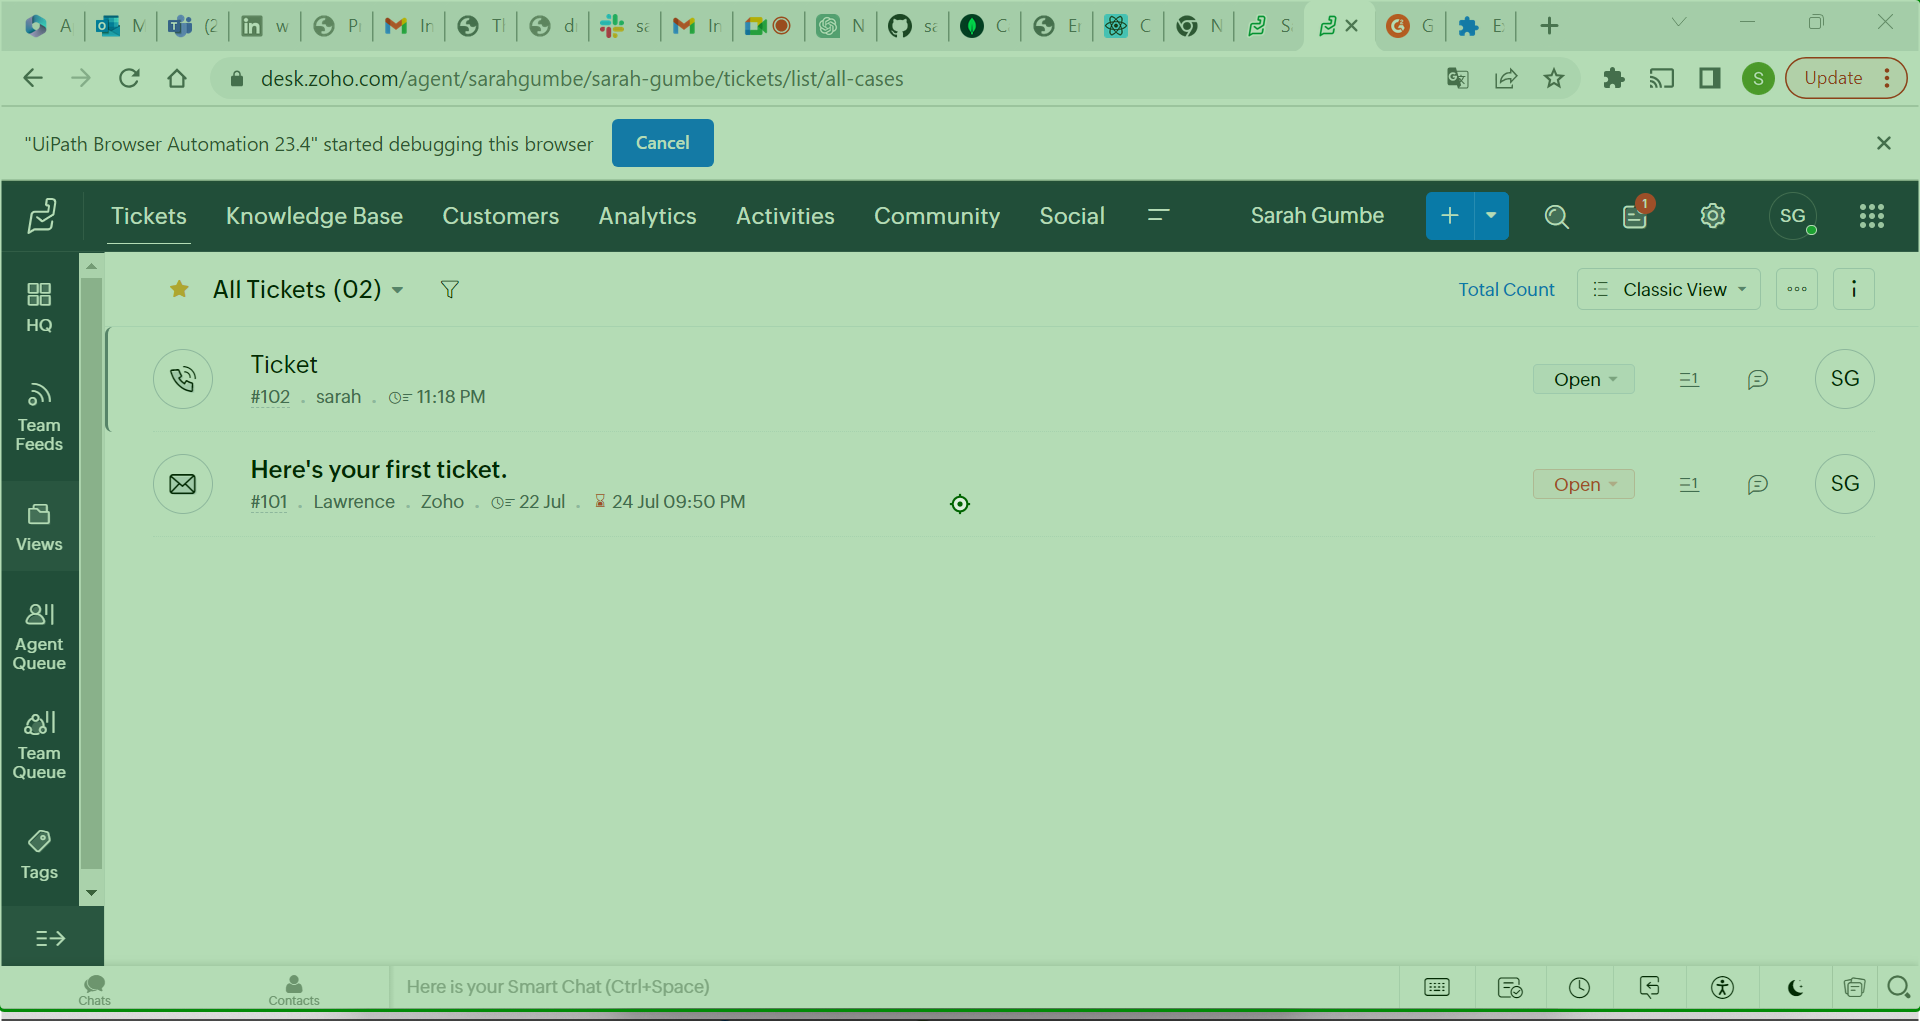 A M (2 w Pr In Tl di sa In N sa C Er C N S G E
desk.zoho.com/agent/sarahgumbe/sarah-gumbe/tickets/list/all-cases
S Update
"UiPath Browser Automation 23.4" started debugging this browser Cancel
Tickets Knowledge Base Customers Analytics Activities Community Social Sarah Gumbe 1 SG
All Tickets (02) Total Count Classic View
HQ
Ticket
#102 . sarah . 11:18 PM Open 1 SG
Team
Feeds
Here's your first ticket.
#101 . Lawrence . Zoho . 22 Jul . 24 Jul 09:50 PM Open 1 SG
Views
Agent
Queue
Team
Queue
Tags
Chats Contacts Here is your Smart Chat (Ctrl+Space)